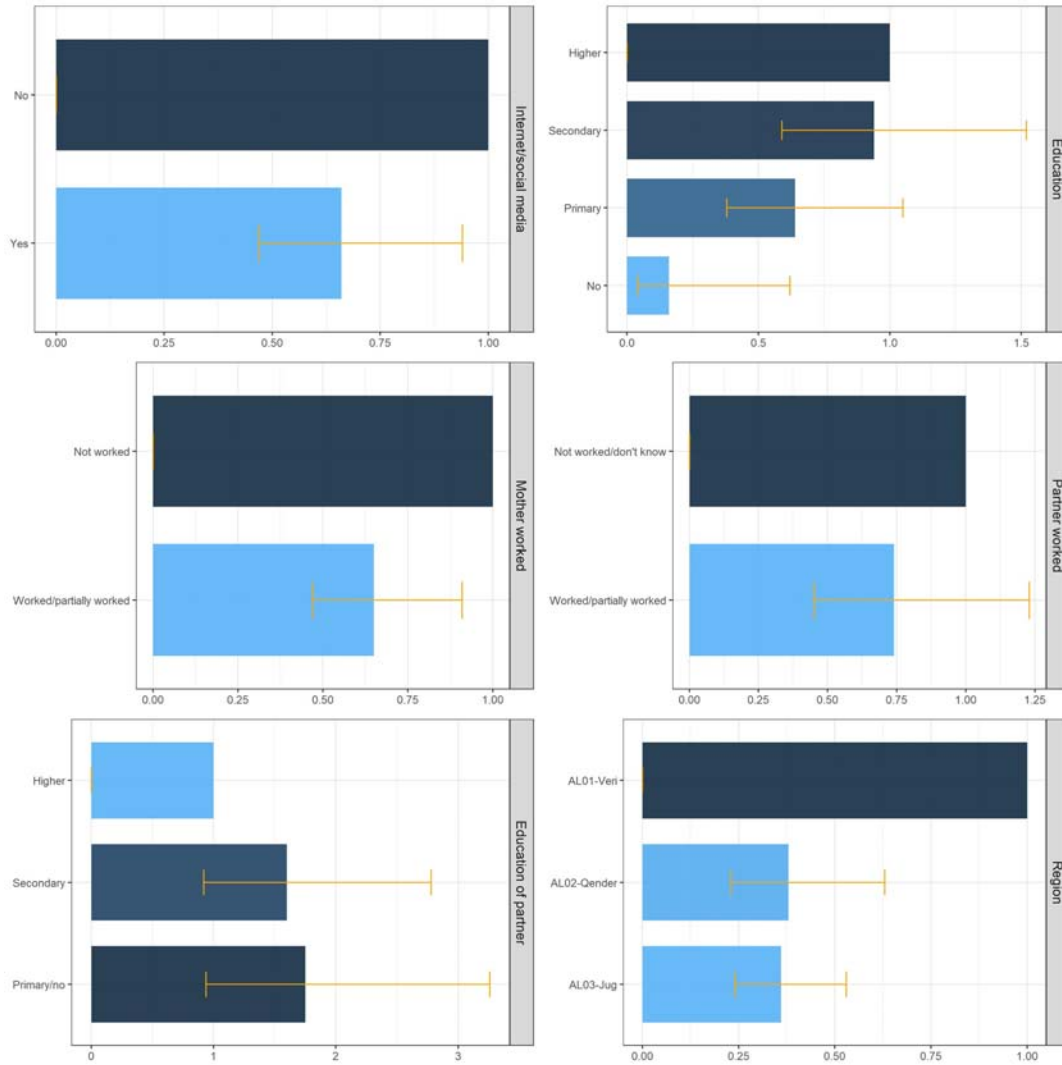 No
Yes
0.00 0.25 0.50 0.75 1.00
Internet/social media
Higher
Secondary
Primary
No
0.0 0.5 1.0 1.5
Education
Not worked
Worked/partially worked
0.00 0.25 0.50 0.75 1.00
Mother worked
Not worked/don't know
Worked/partially worked
0.00 0.25 0.50 0.75 1.00 1.25
Partner worked
Higher
Secondary
Primary/no
0 1 2 3
Education of partner
AL01-Veri
AL02-Qender
AL03-Jug
0.00 0.25 0.50 0.75 1.00
Region